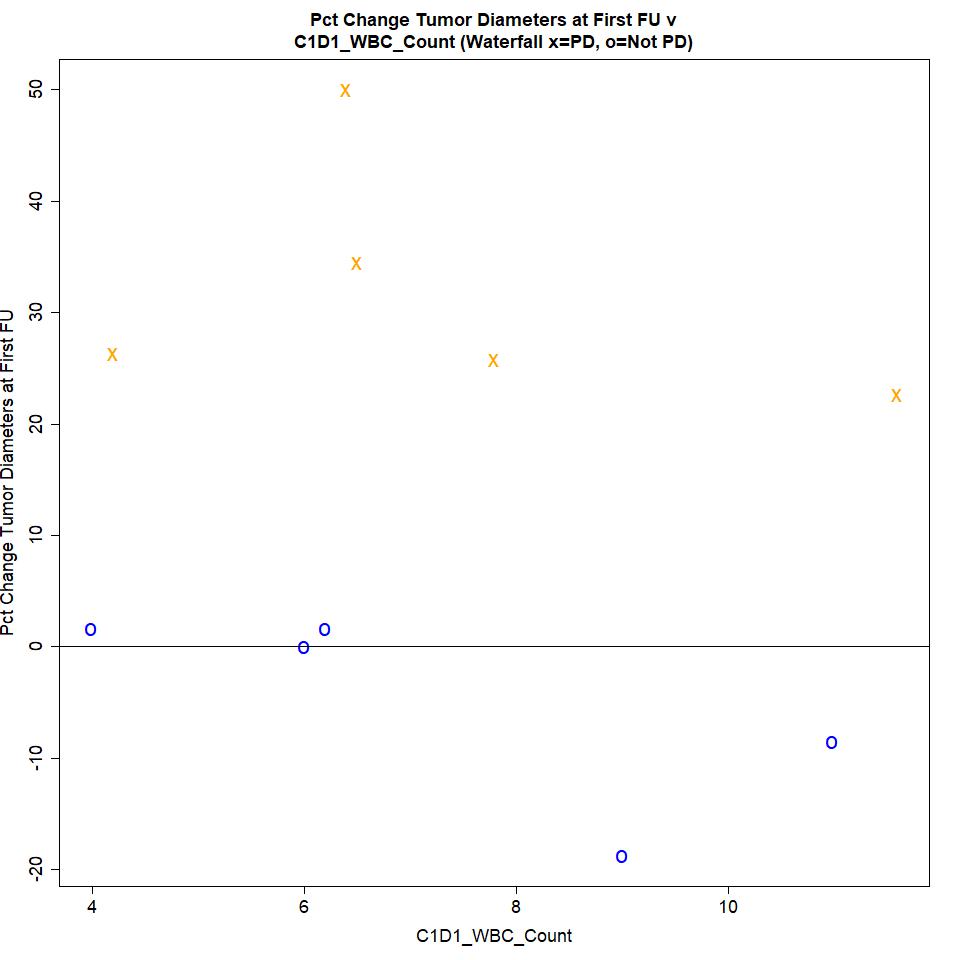 Pct Change Tumor Diameters at First FU v
C1D1_WBC_Count (Waterfall x=PD, o=Not PD)
Pct Change Tumor Diameters at First FU
50
40
30
20
10
0
-10
-20
X
X
X
X
X
O
O
O
O
O
4
6
8
10
C1D1_WBC_Count